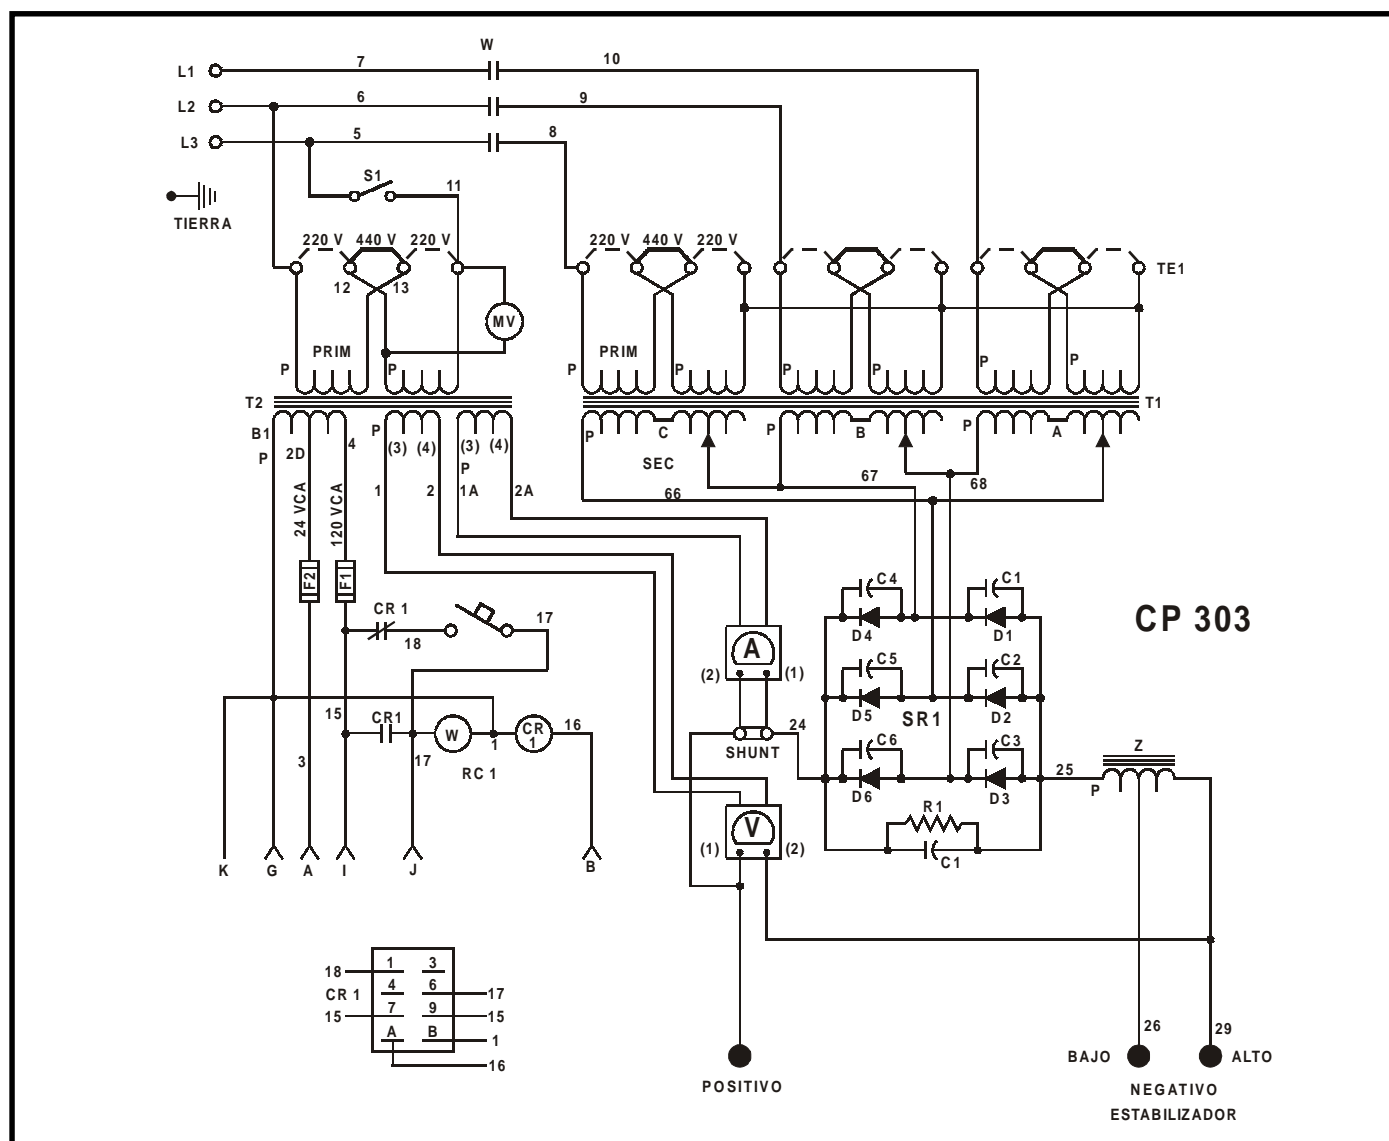 W
L1 7 10
L2 6 9
L3 5 8
S1 11
TIERRA
220 V 440 V 220 V 220 V 440 V 220 V
TE1
12 13
MV
PRIM PRIM
P P P P P P P P
T2 T1
B1 P 2D 4 P (3) (4) (3) (4) P C P B P A
P SEC 67 68
24 VCA 120 VCA 1 2 1A 2A 66
F2 F1
C4 C1
CR 1 17
18
D4 D1
CP 303
A
(2) (1)
C5 C2
D5 SR1 D2
15 CR1 W 1 CR 1 16
SHUNT 24
C6 C3
Z
3 17 RC 1
25 P
D6 D3
R1
V
(1) (2)
C1
K G A I J B
18 1 3
CR 1 4 6 17
15 7 9 15
A B 1
16
26 29
BAJO ALTO
POSITIVO
NEGATIVO
ESTABILIZADOR